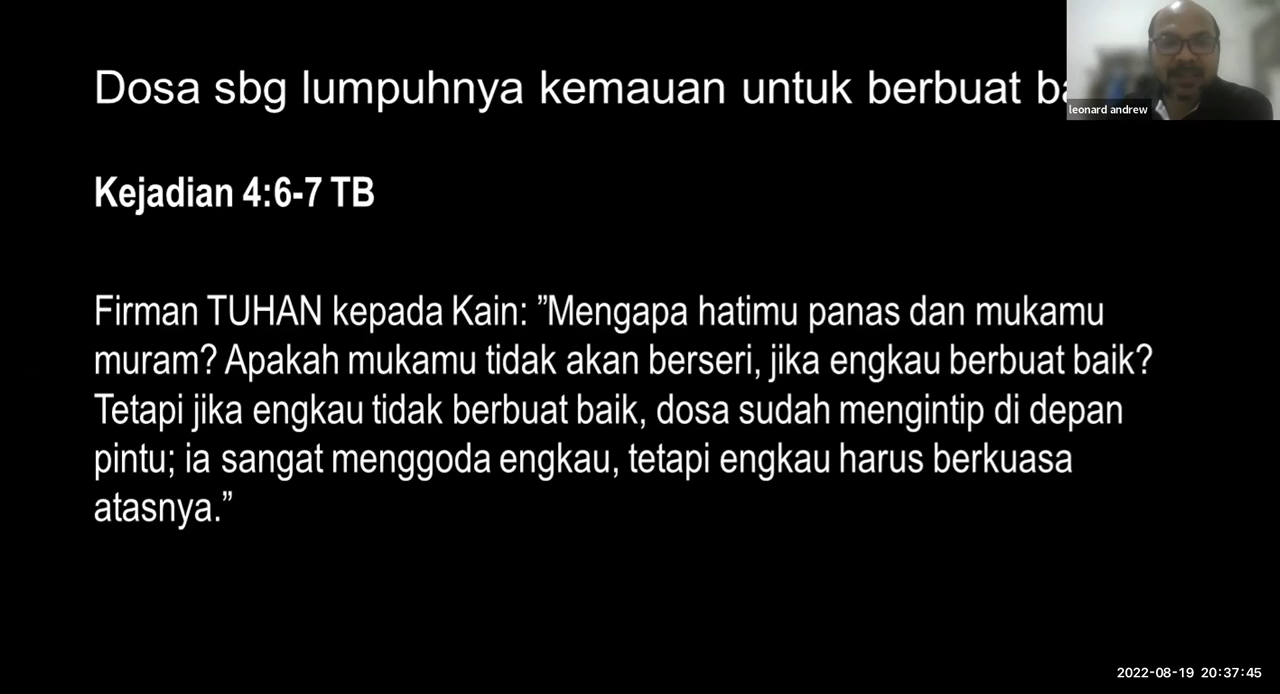 Dosa sbg lumpuhnya kemauan untuk berbuat
leonard andrew
Kejadian 4:6-7 TB
Firman TUHAN kepada Kain: ”Mengapa hatimu panas dan mukamu
muram? Apakah mukamu tidak akan berseri, jika engkau berbuat baik?
Tetapi jika engkau tidak berbuat baik, dosa sudah mengintip di depan
pintu; ia sangat menggoda engkau, tetapi engkau harus berkuasa
atasnya.”
2022-08-19 20:37:45